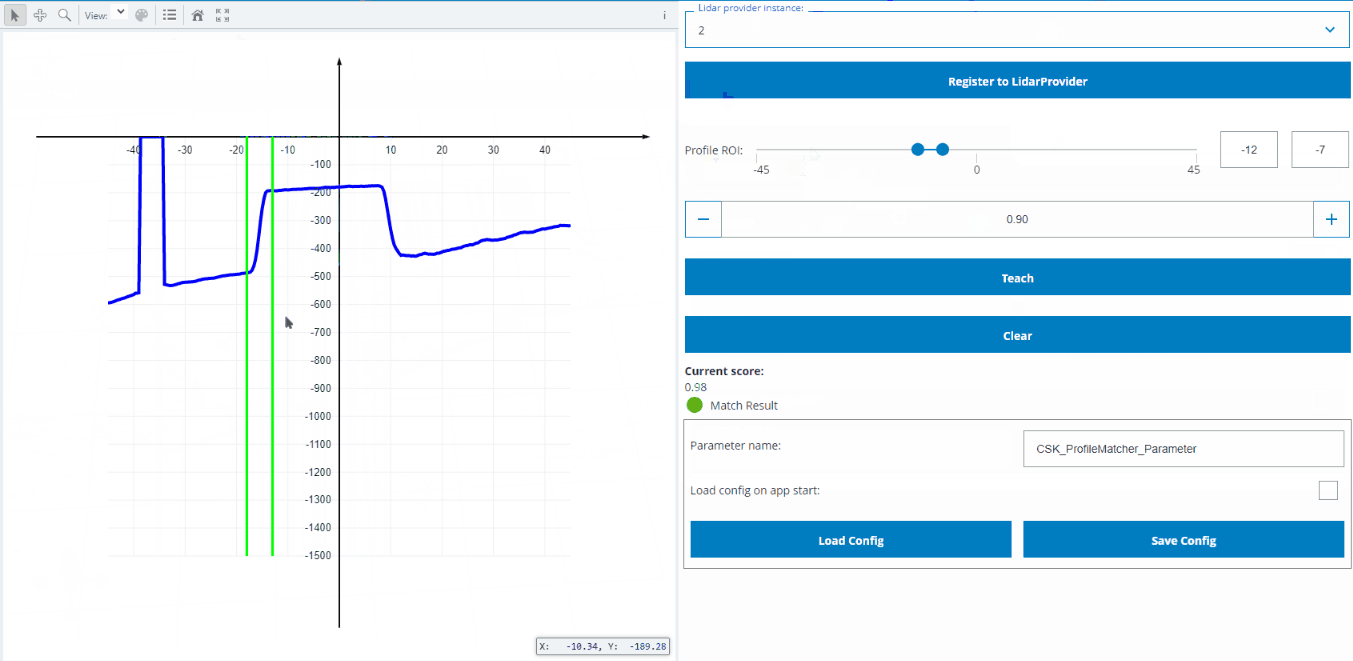 View:
i
-40
-30
-20
-10
10
20
30
40
-100
-200
-300
-400
-500
-600
-700
-800
-900
-1000
-1100
-1200
-1300
-1400
-1500
X: -10.34, Y: -189.28
Lidar provider instance:
2
Register to LidarProvider
Profile ROI:
-45
0
45
-12
-7
0.90
Teach
Clear
Current score:
0.98
Match Result
Parameter name:
CSK_ProfileMatcher_Parameter
Load config on app start:
Load Config
Save Config